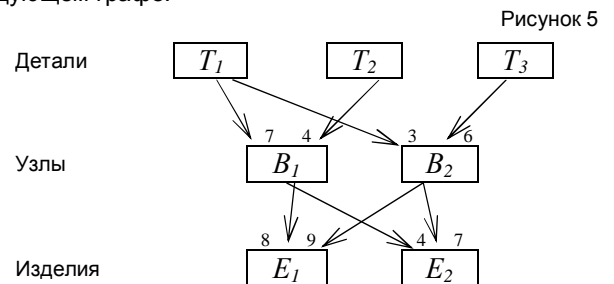 дующем графе.
Рисунок 5
Детали T1 T2 T3
7 4 3 6
Узлы B1 B2
8 9 4 7
Изделия E1 E2